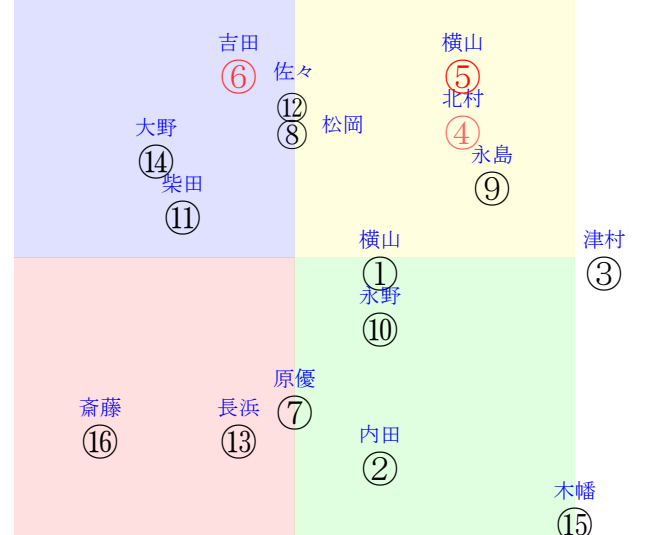 吉田
⑥
横山
⑤
佐々
⑫
北村
④
松岡
⑧
大野
⑭
永島
⑨
柴田
⑪
横山
①
津村
③
永野
⑩
原優
⑦
斎藤
⑯
長浜
⑬
内田
②
木幡
⑮